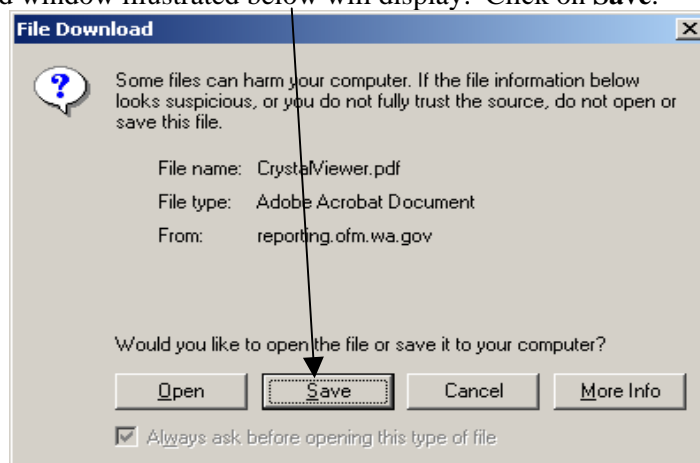 d window illustrated below will display. Click on Save.
File Download
Some files can harm your computer. If the file information below
looks suspicious, or you do not fully trust the source, do not open or
save this file.
File name: CrystalViewer.pdf
File type: Adobe Acrobat Document
From: reporting.ofm.wa.gov
Would you like to open the file or save it to your computer?
Open Save Cancel More Info
Always ask before opening this type of file